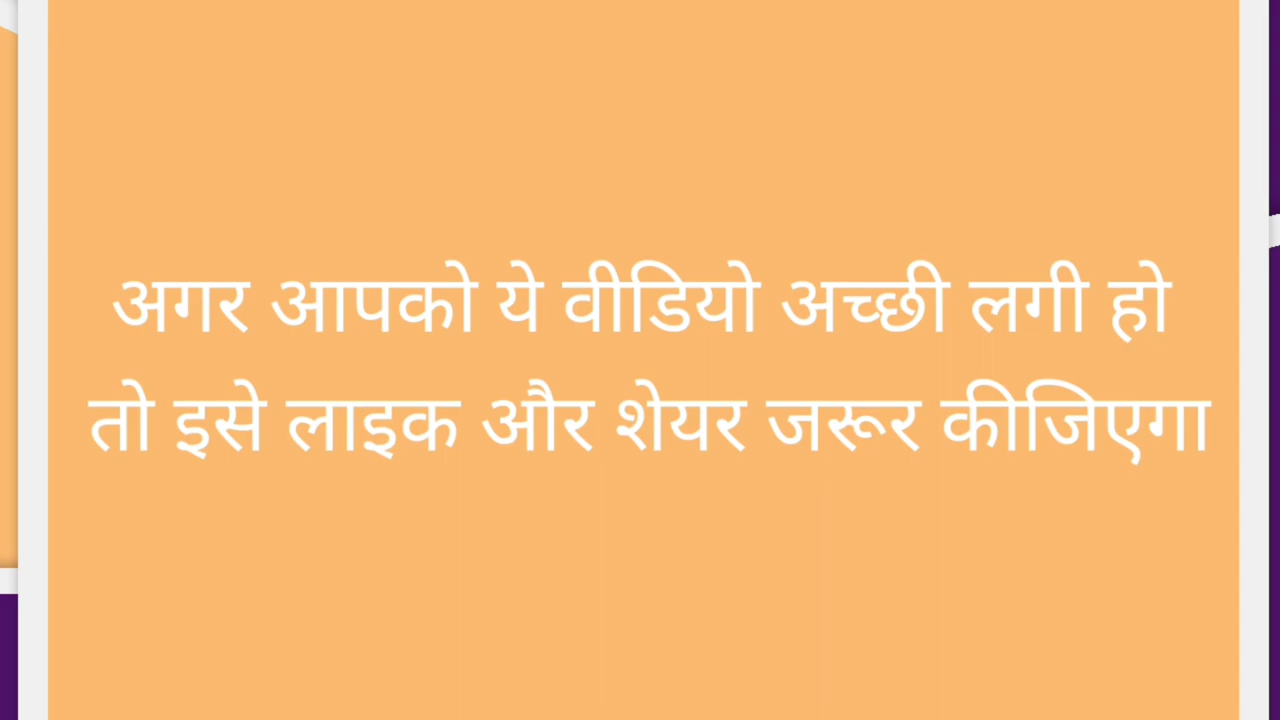 अगर आपको ये वीडियो अच्छी लगी हो
तो इसे लाइक और शेयर जरूर कीजिएगा